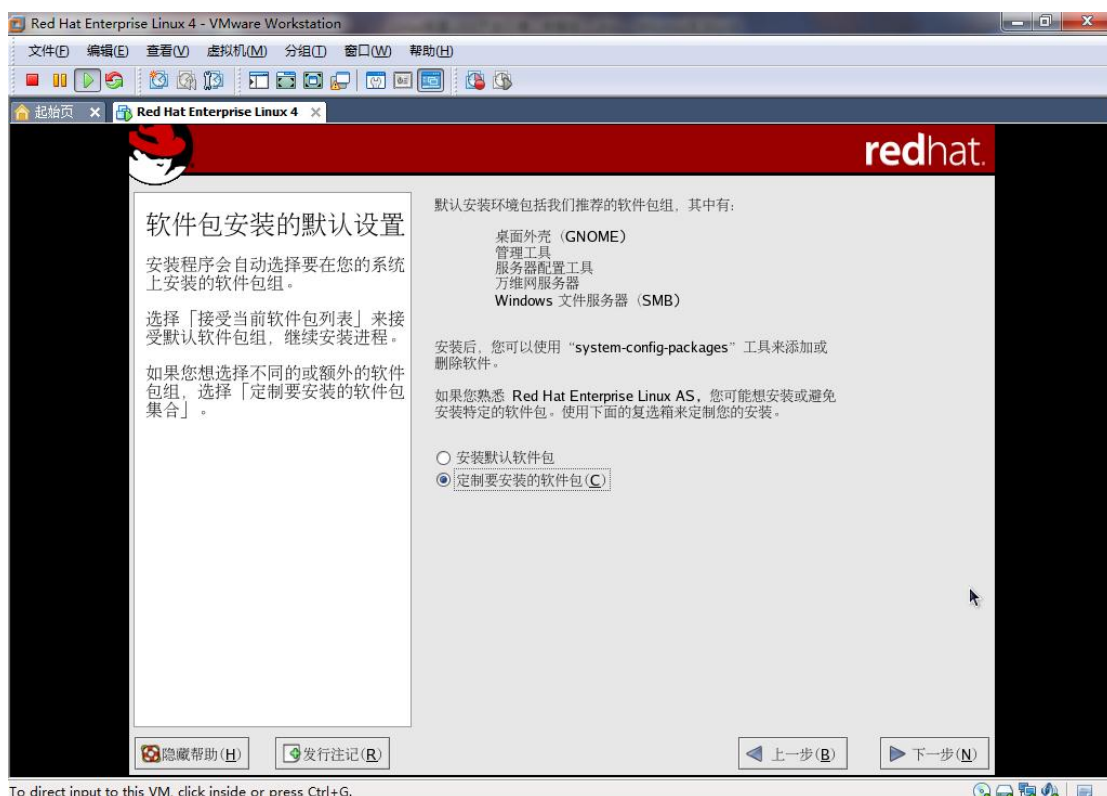 Red Hat Enterprise Linux 4 - VMware Workstation
文件(F) 编辑(E) 查看(V) 虚拟机(M) 分组(T) 窗口(W) 帮助(H)
起始页 Red Hat Enterprise Linux 4
redhat.
软件包安装的默认设置
安装程序会自动选择要在您的系统
上安装的软件包组。
选择「接受当前软件包列表」来接
受默认软件包组，继续安装进程。
如果您想选择不同的或额外的软件
包组，选择「定制要安装的软件包
集合」。
默认安装环境包括我们推荐的软件包组，其中有：
桌面外壳（GNOME）
管理工具
服务器配置工具
万维网服务器
Windows 文件服务器（SMB）
安装后，您可以使用“system-config-packages”工具来添加或
删除软件。
如果您熟悉 Red Hat Enterprise Linux AS，您可能想安装或避免
安装特定的软件包。使用下面的复选箱来定制您的安装。
安装默认软件包
定制要安装的软件包(C)
隐藏帮助(H) 发行注记(R) 上一步(B) 下一步(N)
To direct input to this VM, click inside or press Ctrl+G.